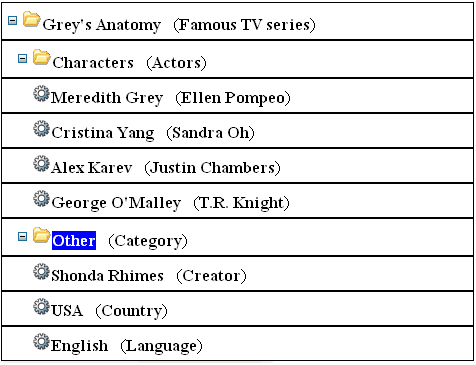 Grey's Anatomy (Famous TV series)
Characters (Actors)
Meredith Grey (Ellen Pompeo)
Cristina Yang (Sandra Oh)
Alex Karev (Justin Chambers)
George O'Malley (T.R. Knight)
Other (Category)
Shonda Rhimes (Creator)
USA (Country)
English (Language)